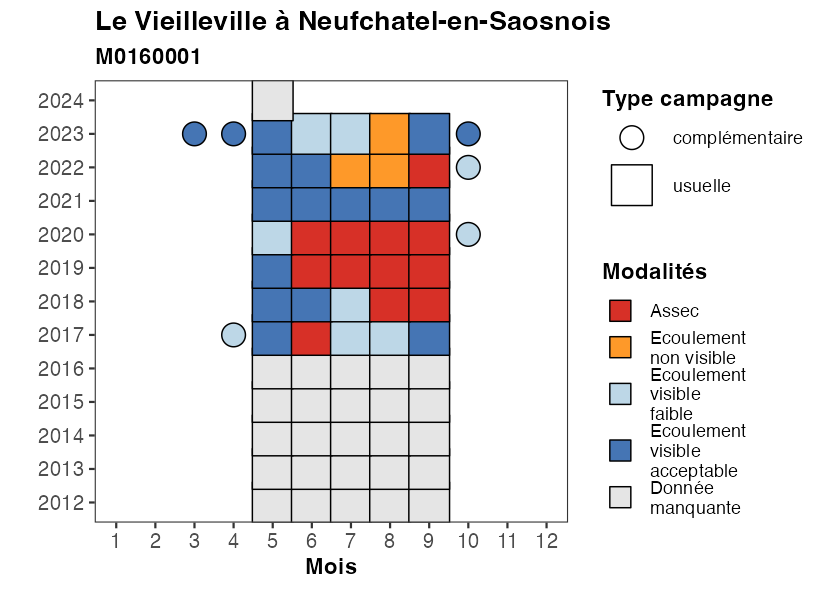 Le Vieilleville à Neufchatel-en-Saosnois
M0160001
2024
2023
2022
2021
2020
2019
2018
2017
2016
2015
2014
2013
2012
1 2 3 4 5 6 7 8 9 10 11 12
Mois
Type campagne
complémentaire
usuelle
Modalités
Assec
Ecoulement
non visible
Ecoulement
visible
faible
Ecoulement
visible
acceptable
Donnée
manquante